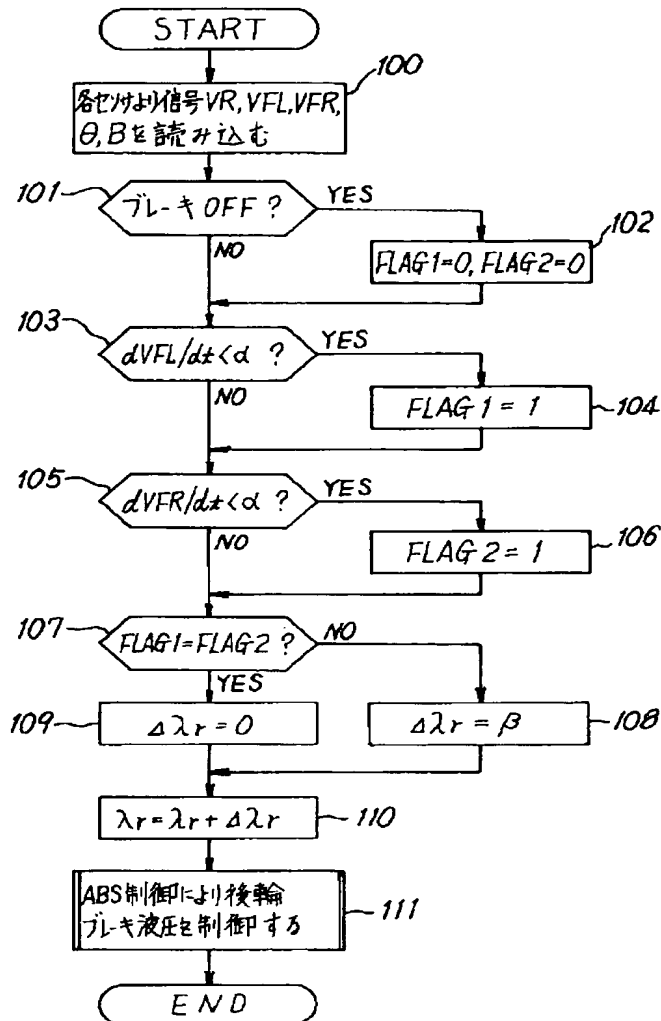 START
100
各センサより信号VR,VFL,VFR,
θ,Bを読み込む
101
ブレーキOFF?
YES
NO
102
FLAG1=0,FLAG2=0
103
dVFL/dt<α ?
YES
NO
FLAG1=1
104
105
dVFR/dt<α ?
YES
NO
FLAG2=1
106
107
FLAG1=FLAG2?
NO
YES
109
Δλr=0
Δλr=β
108
λr=λr+Δλr
110
ABS制御により後輪
ブレーキ液圧を制御する
111
END